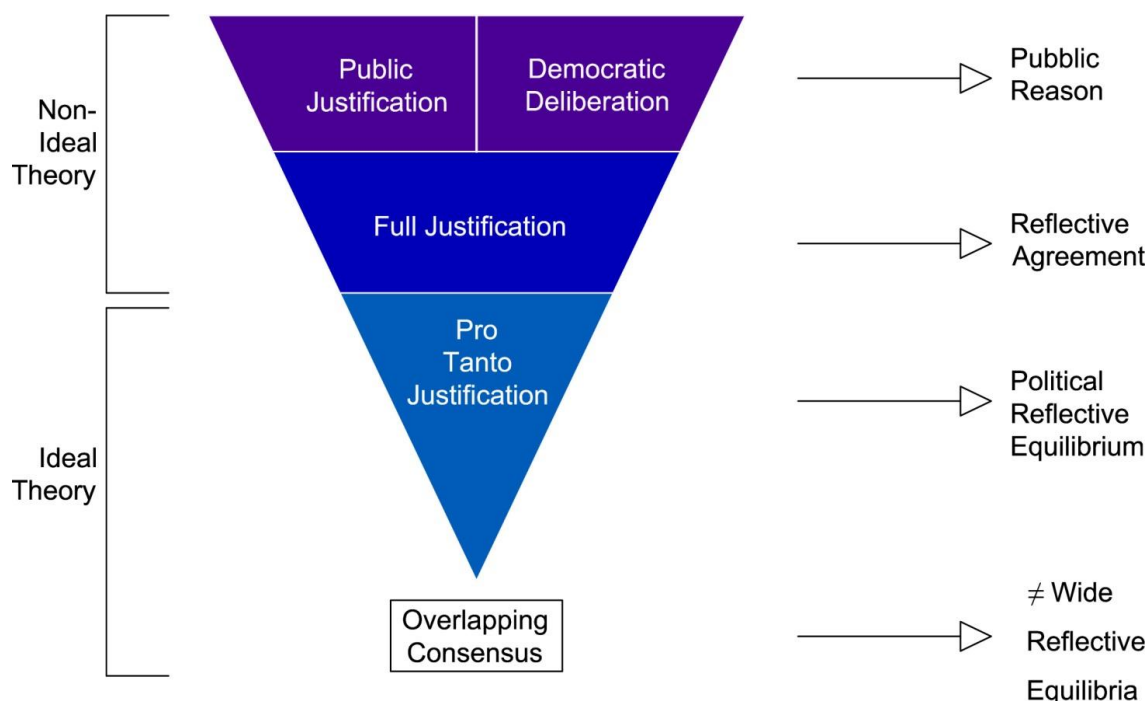 Non-
Ideal
Theory
Public
Justification
Democratic
Deliberation
Pubblic
Reason
Full Justification
Reflective
Agreement
Ideal
Theory
Pro
Tanto
Justification
Political
Reflective
Equilibrium
Overlapping
Consensus
≠ Wide
Reflective
Equilibria